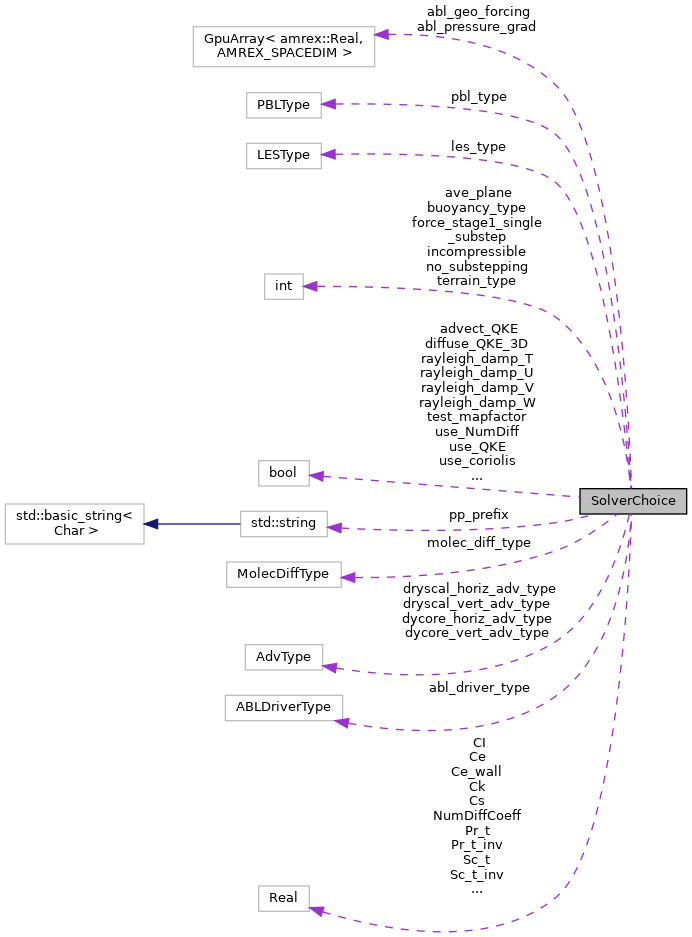 abl_geo_forcing
abl_pressure_grad
GpuArray< amrex::Real,
AMREX_SPACEDIM >
pbl_type
PBLType
les_type
LESType
ave_plane
buoyancy_type
force_stage1_single
_substep
incompressible
no_substepping
terrain_type
int
advect_QKE
diffuse_QKE_3D
rayleigh_damp_T
rayleigh_damp_U
rayleigh_damp_V
rayleigh_damp_W
test_mapfactor
use_NumDiff
use_QKE
use_coriolis
...
bool
SolverChoice
std::basic_string<
Char >
std::string
pp_prefix
molec_diff_type
MolecDiffType
dryscal_horiz_adv_type
dryscal_vert_adv_type
dycore_horiz_adv_type
dycore_vert_adv_type
AdvType
abl_driver_type
ABLDriverType
CI
Ce
Ce_wall
Ck
Cs
NumDiffCoeff
Pr_t
Pr_t_inv
Sc_t
Sc_t_inv
...
Real